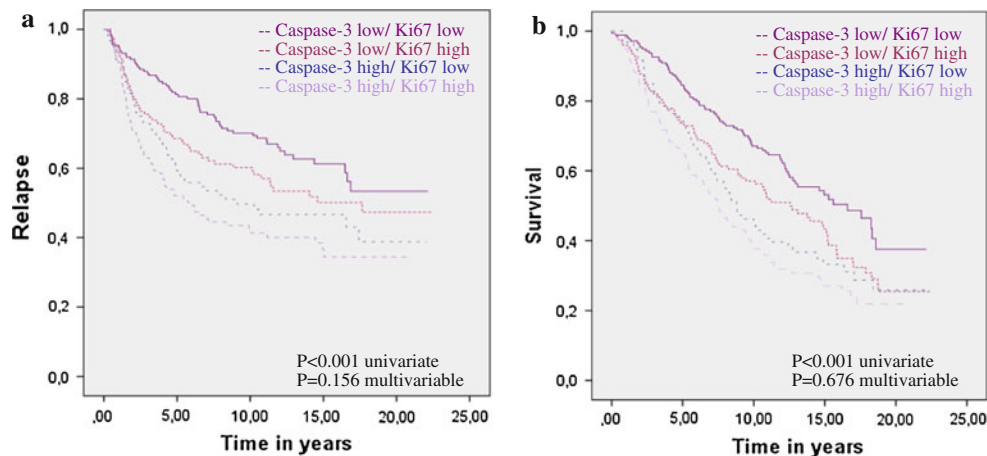 a
-- Caspase-3 low/ Ki67 low
-- Caspase-3 low/ Ki67 high
-- Caspase-3 high/ Ki67 low
-- Caspase-3 high/ Ki67 high
1,0
0,8
0,6
0,4
0,2
0,0
Relapse
P<0.001 univariate
P=0.156 multivariable
,00 5,00 10,00 15,00 20,00 25,00
Time in years
b
-- Caspase-3 low/ Ki67 low
-- Caspase-3 low/ Ki67 high
-- Caspase-3 high/ Ki67 low
-- Caspase-3 high/ Ki67 high
1,0
0,8
0,6
0,4
0,2
0,0
Survival
P<0.001 univariate
P=0.676 multivariable
,00 5,00 10,00 15,00 20,00 25,00
Time in years